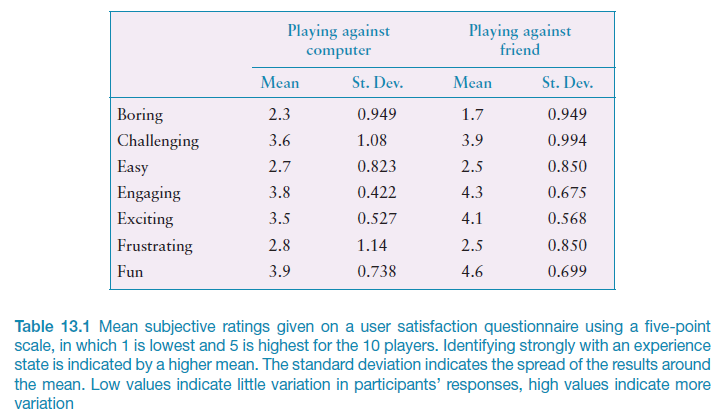 Playing against computer Playing against friend
Mean St. Dev. Mean St. Dev.
Boring 2.3 0.949 1.7 0.949
Challenging 3.6 1.08 3.9 0.994
Easy 2.7 0.823 2.5 0.850
Engaging 3.8 0.422 4.3 0.675
Exciting 3.5 0.527 4.1 0.568
Frustrating 2.8 1.14 2.5 0.850
Fun 3.9 0.738 4.6 0.699
Table 13.1 Mean subjective ratings given on a user satisfaction questionnaire using a five-point
scale, in which 1 is lowest and 5 is highest for the 10 players. Identifying strongly with an experience
state is indicated by a higher mean. The standard deviation indicates the spread of the results around
the mean. Low values indicate little variation in participants' responses, high values indicate more
variation